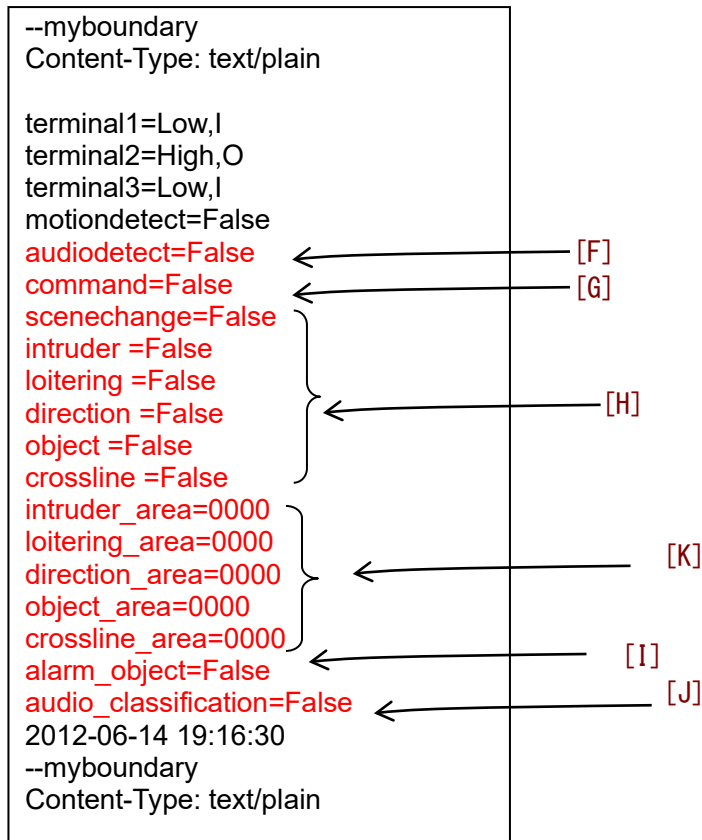 --myboundary
Content-Type: text/plain
terminal1=Low,I
terminal2=High,O
terminal3=Low,I
motiondetect=False
audiodetect=False
[F]
command=False
[G]
scenechange=False
intruder =False
loitering =False
direction =False
[H]
object =False
crossline =False
intruder_area=0000
loitering_area=0000
direction_area=0000
[K]
object_area=0000
crossline_area=0000
alarm_object=False
[I]
audio_classification=False
[J]
2012-06-14 19:16:30
--myboundary
Content-Type: text/plain